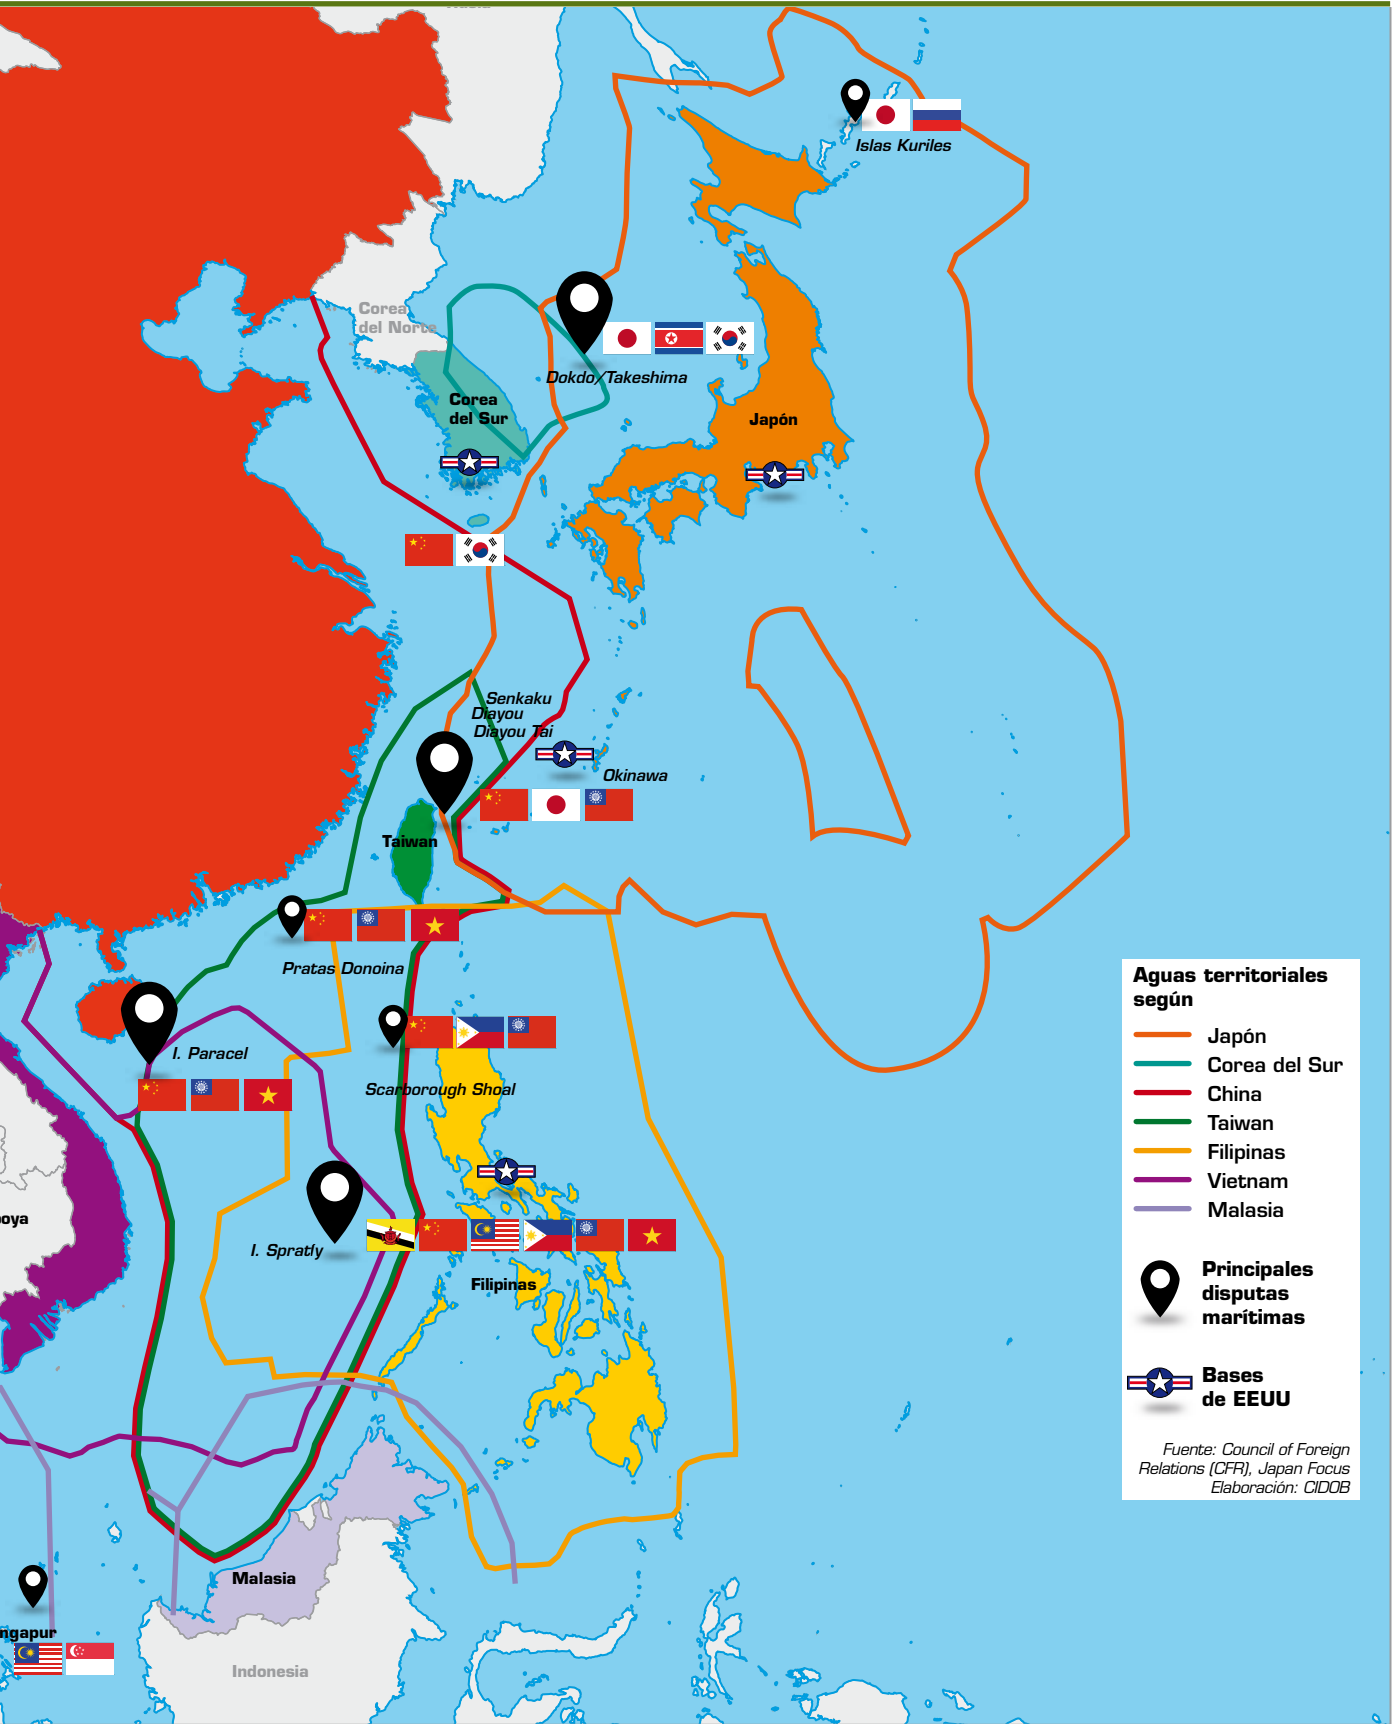 Islas Kuriles
Corea
del Norte
Dokdo/Takeshima
Corea
del Sur
Japón
Senkaku
Diayou
Diayou Tai
Okinawa
Taiwan
Pratas Donoina
I. Paracel
Scarborough Shoal
I. Spratly
Filipinas
Malasia
Indonesia
Aguas territoriales
según
Japón
Corea del Sur
China
Taiwan
Filipinas
Vietnam
Malasia
Principales
disputas
marítimas
Bases
de EEUU
Fuente: Council of Foreign
Relations (CFR), Japan Focus
Elaboración: CIDOB